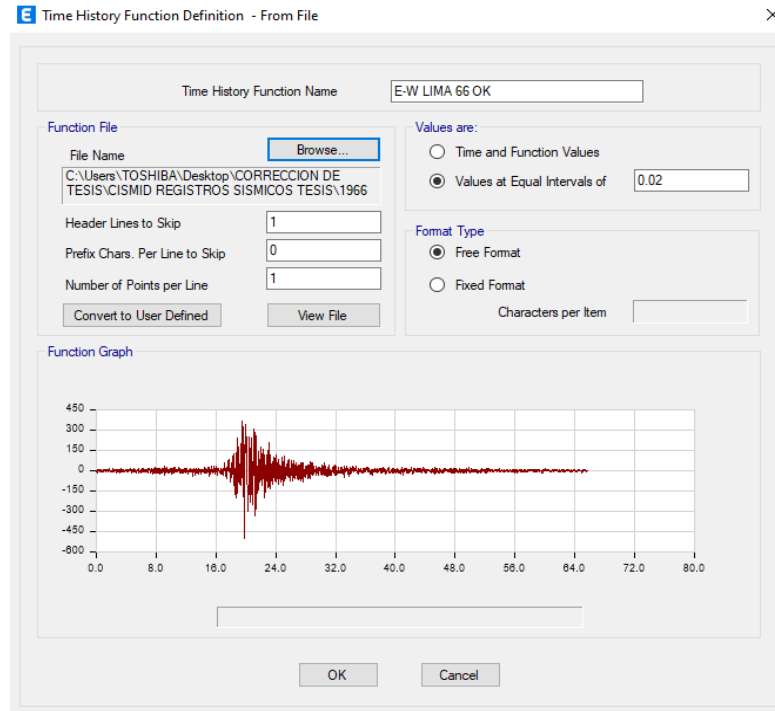 E Time History Function Definition - From File
Time History Function Name E-W LIMA 66 OK
Function File
File Name Browse...
C:\Users\TOSHIBA\Desktop\CORRECCION DE
TESIS\CISMID REGISTROS SISMICOS TESIS\1966
Header Lines to Skip 1
Prefix Chars. Per Line to Skip 0
Number of Points per Line 1
Convert to User Defined View File
Values are:
Time and Function Values
Values at Equal Intervals of 0.02
Format Type
Free Format
Fixed Format
Characters per Item
Function Graph
450
300
150
0
-150
-300
-450
-600
0.0 8.0 16.0 24.0 32.0 40.0 48.0 56.0 64.0 72.0 80.0
OK Cancel